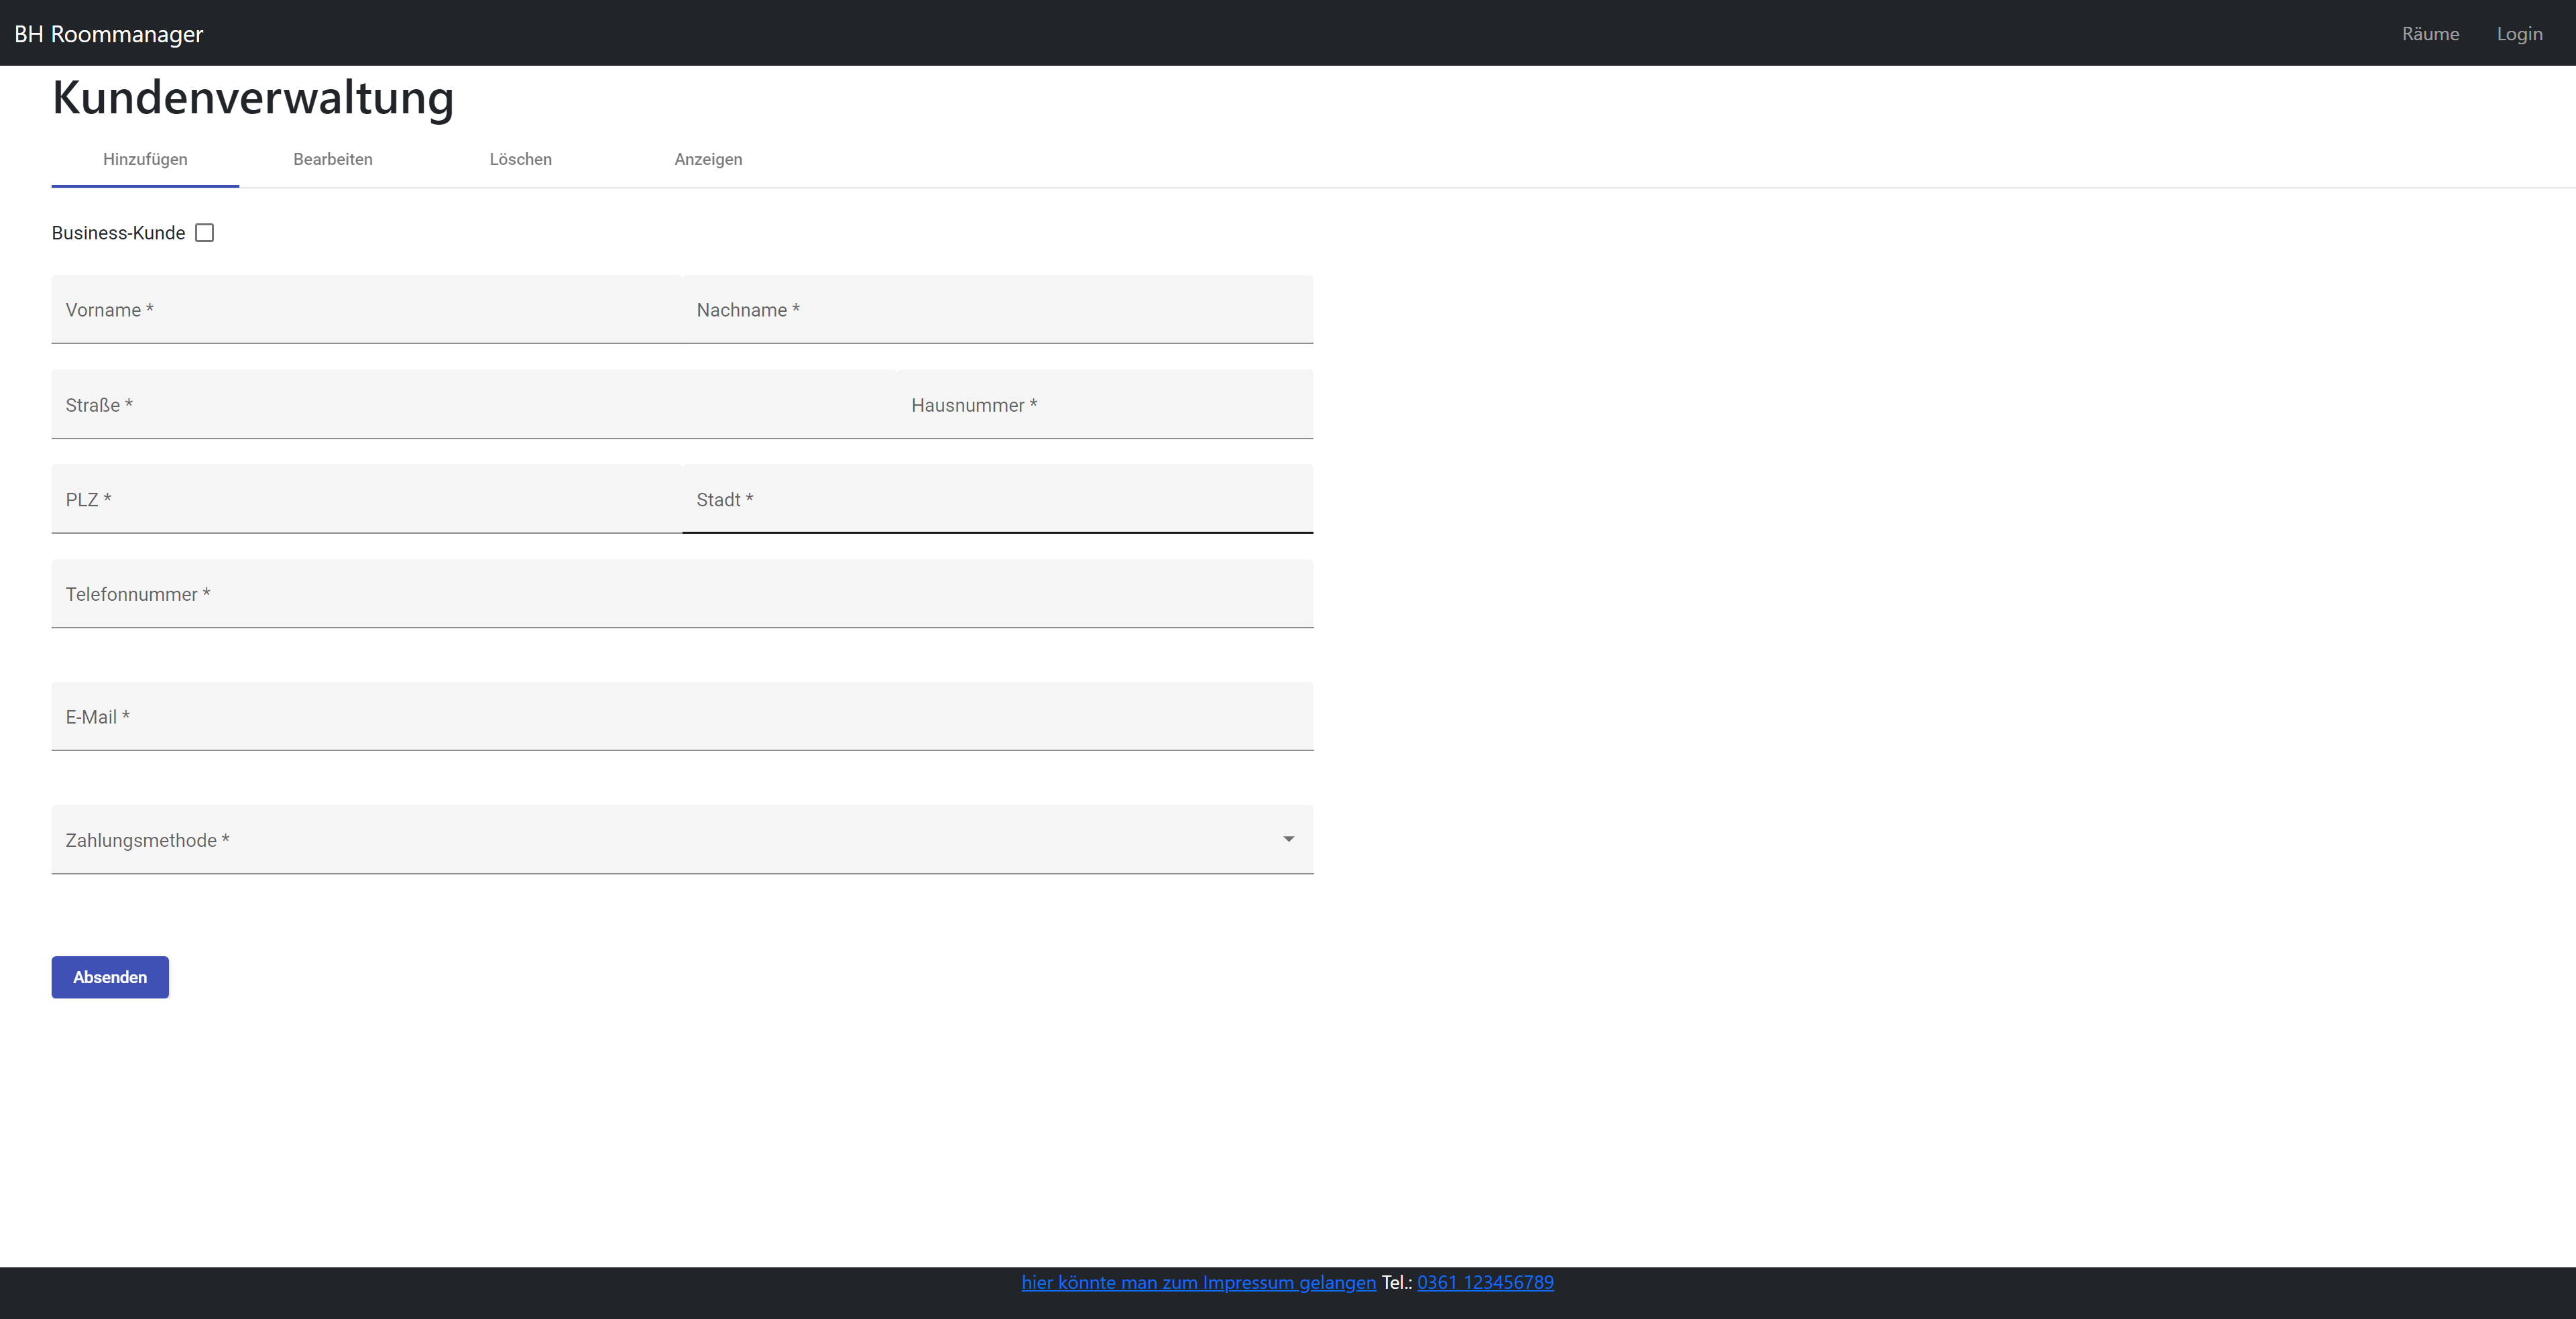 BH Roommanager Räume Login
Kundenverwaltung
Hinzufügen Bearbeiten Löschen Anzeigen
Business-Kunde
Vorname * Nachname *
Straße * Hausnummer *
PLZ * Stadt *
Telefonnummer *
E-Mail *
Zahlungsmethode *
Absenden
hier könnte man zum Impressum gelangen Tel.: 0361 123456789